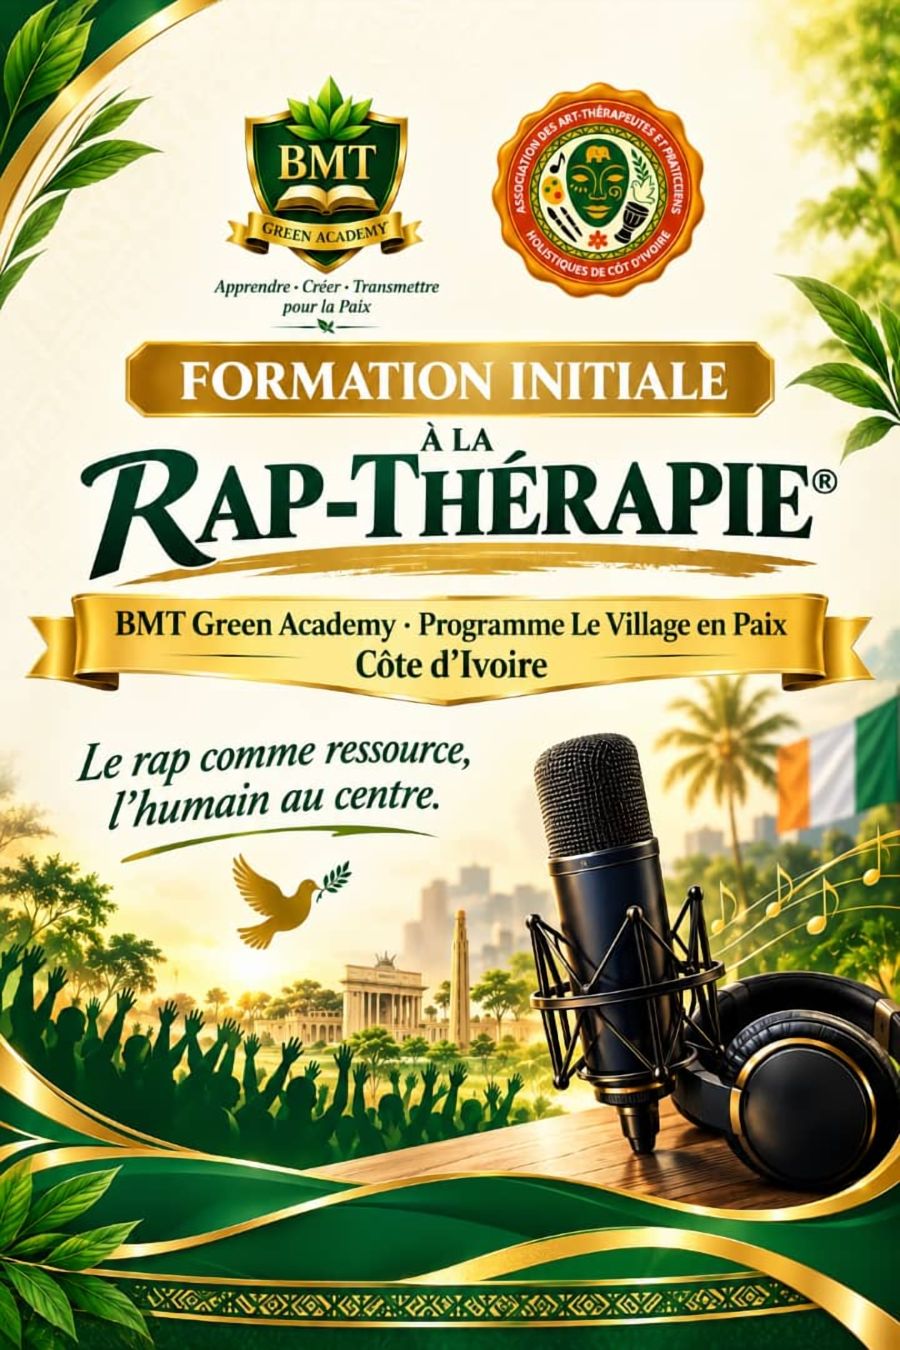 BMT
GREEN ACADEMY
Apprendre • Créer • Transmettre
pour la Paix
ASSOCIATION DES ART-THÉRAPEUTES ET PRATICIENS
HOLISTIQUES DE CÔT D'IVOIRE
FORMATION INITIALE
À LA
RAP-THÉRAPIE®
BMT Green Academy · Programme Le Village en Paix
Côte d'Ivoire
Le rap comme ressource,
l'humain au centre.